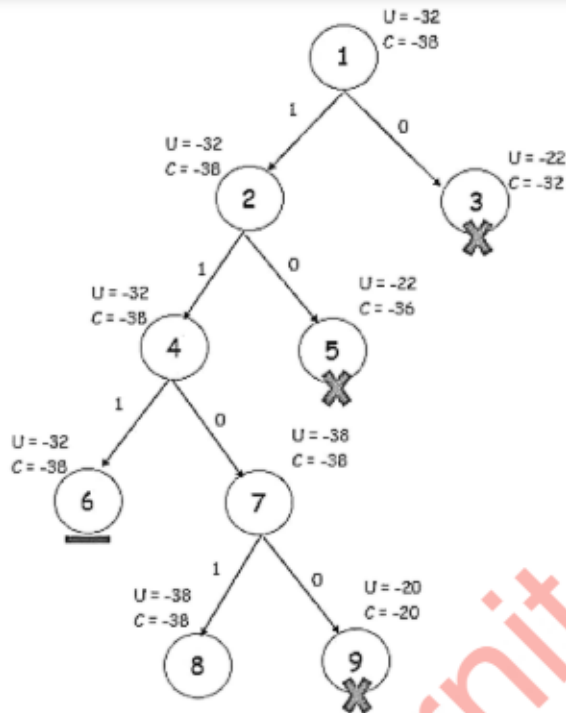 U = -32
C = -38
1
1
0
U = -32
C = -38
2
U = -22
C = -32
3
1
0
U = -32
C = -38
4
U = -22
C = -36
5
1
0
U = -32
C = -38
6
U = -38
C = -38
7
1
0
U = -38
C = -38
8
U = -20
C = -20
9